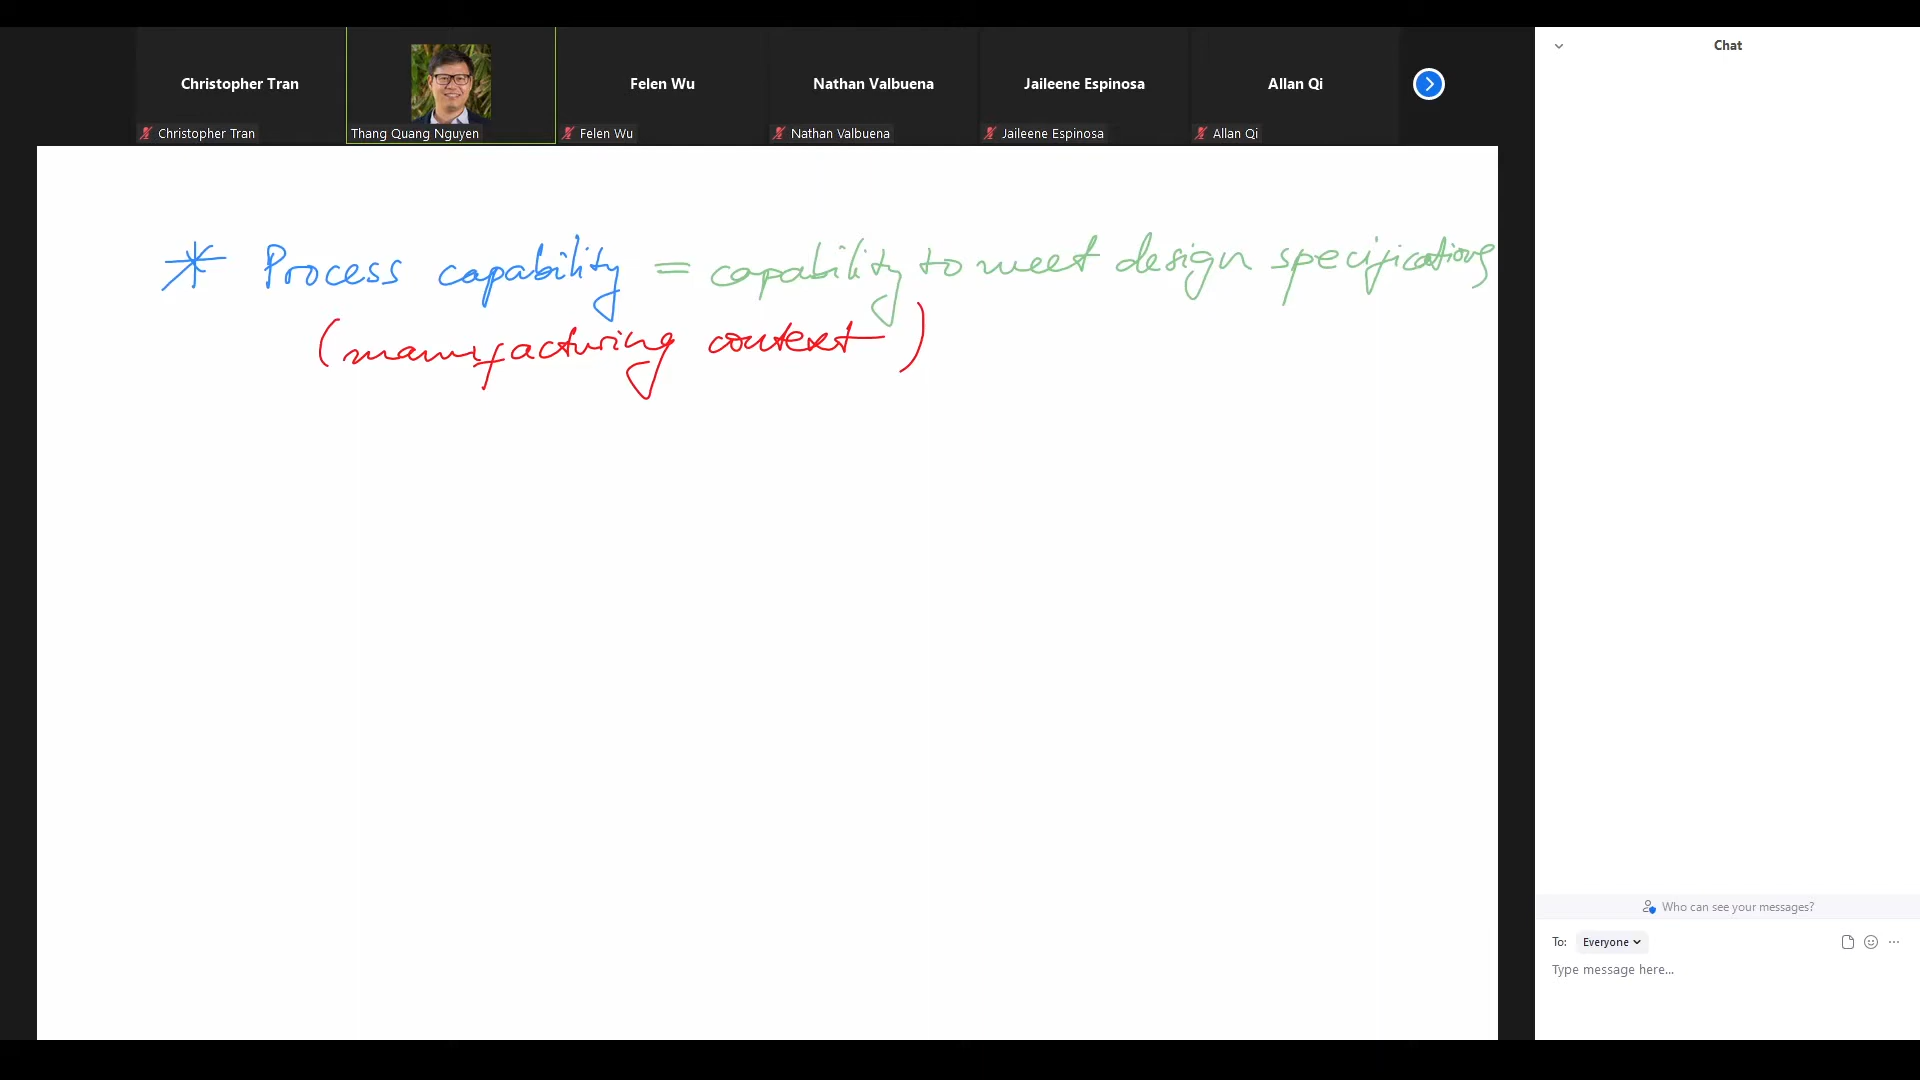 Chat
Christopher Tran
Felen Wu
Nathan Valbuena
Jaileene Espinosa
Allan Qi
Christopher Tran
Thang Quang Nguyen
Felen Wu
Nathan Valbuena
Jaileene Espinosa
Allan Qi
* Process capability = capability to meet design specifications
(manufacturing context)
Who can see your messages?
To: Everyone
Type message here...